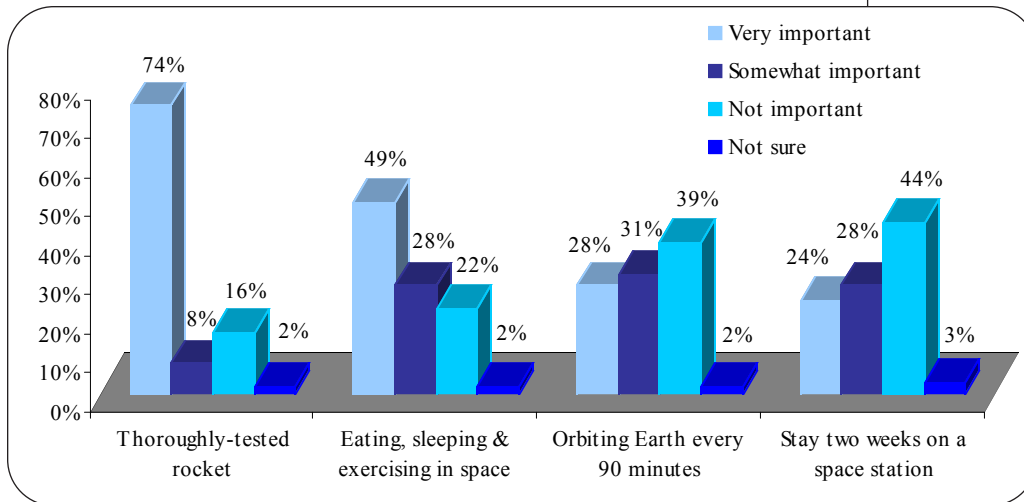 Very important
Somewhat important
Not important
Not sure
80%
70%
60%
50%
40%
30%
20%
10%
0%
74%
8%
16%
2%
49%
28%
22%
2%
28%
31%
39%
2%
24%
28%
44%
3%
Thoroughly-tested
rocket
Eating, sleeping &
exercising in space
Orbiting Earth every
90 minutes
Stay two weeks on a
space station